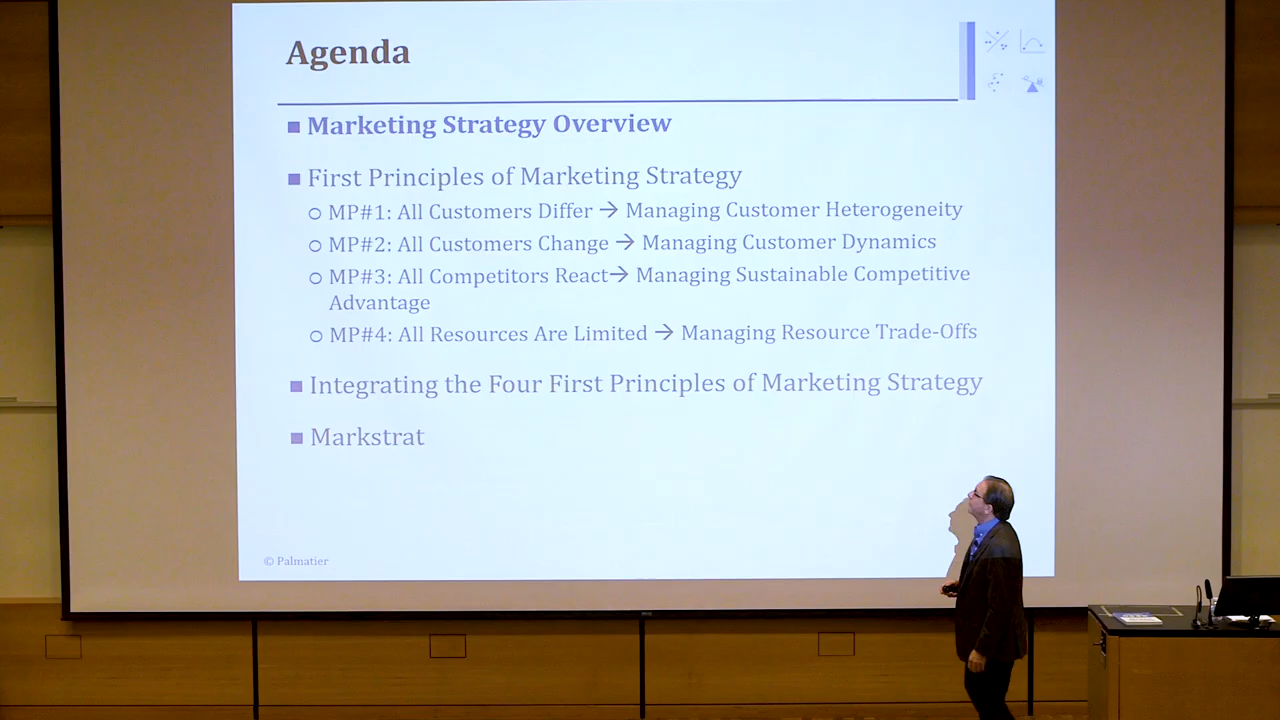 Agenda
Marketing Strategy Overview
First Principles of Marketing Strategy
MP#1: All Customers Differ → Managing Customer Heterogeneity
MP#2: All Customers Change → Managing Customer Dynamics
MP#3: All Competitors React→ Managing Sustainable Competitive
Advantage
MP#4: All Resources Are Limited → Managing Resource Trade-Offs
Integrating the Four First Principles of Marketing Strategy
Markstrat
© Palmatier